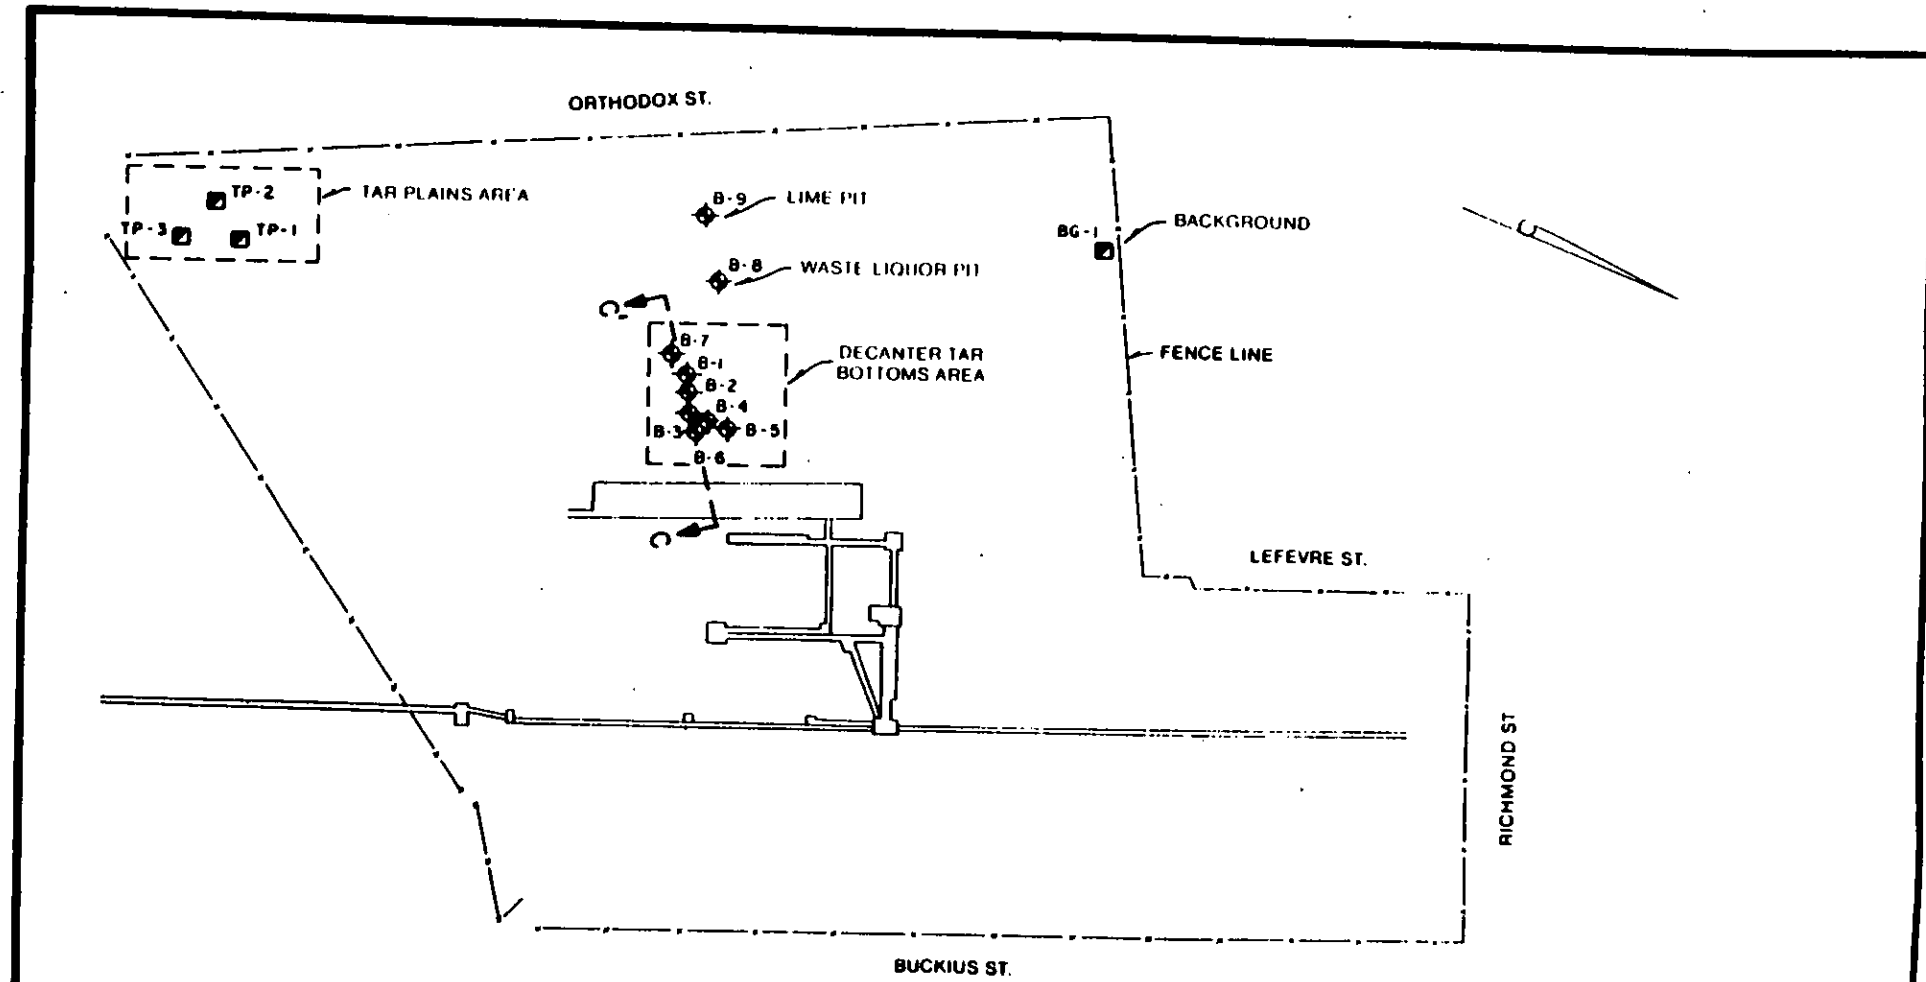 ORTHODOX ST.
TP-2
TAR PLAINS AREA
TP-3
TP-1
B-9
LIME PIT
BG-1
BACKGROUND
B-8
WASTE LIQUOR PIT
C'
B-7
B-1
B-2
B-4
B-3
B-5
B-6
DECANTER TAR
BOTTOMS AREA
FENCE LINE
C
LEFEVRE ST.
RICHMOND ST
BUCKIUS ST.